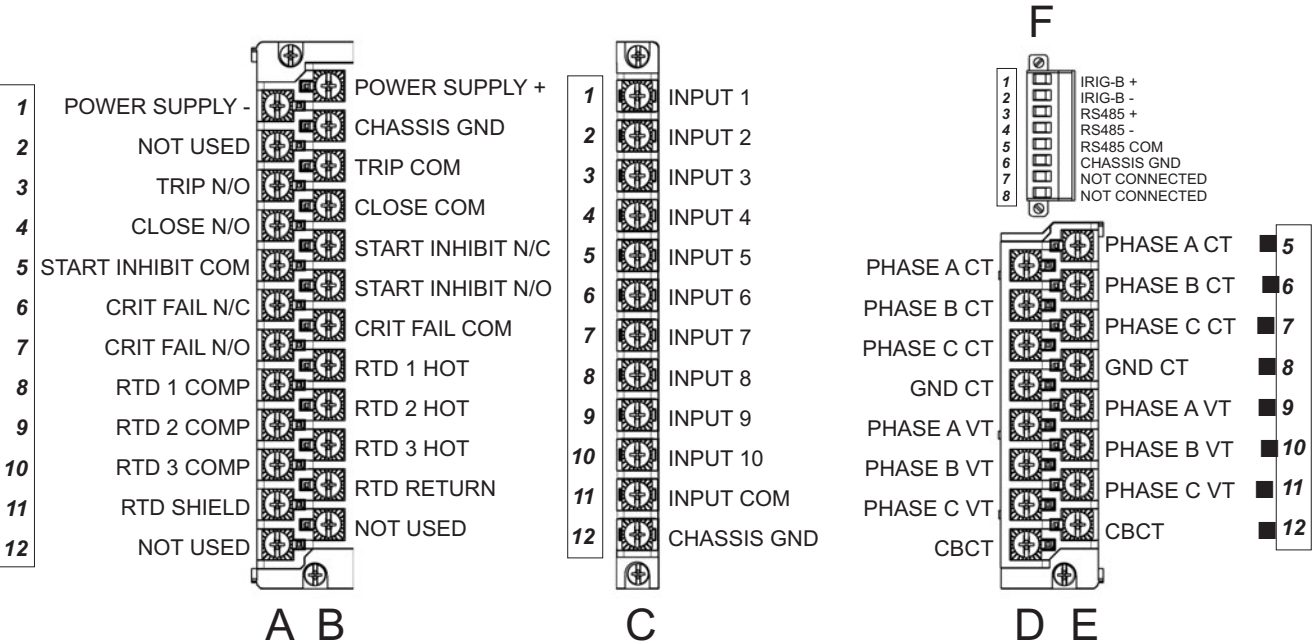 F
1 IRIG-B +
2 IRIG-B -
3 RS485 +
4 RS485 -
5 RS485 COM
6 CHASSIS GND
7 NOT CONNECTED
8 NOT CONNECTED
1 POWER SUPPLY - POWER SUPPLY +
2 NOT USED CHASSIS GND
3 TRIP N/O TRIP COM
4 CLOSE N/O CLOSE COM
5 START INHIBIT COM START INHIBIT N/C
6 CRIT FAIL N/C START INHIBIT N/O
7 CRIT FAIL N/O CRIT FAIL COM
8 RTD 1 COMP RTD 1 HOT
9 RTD 2 COMP RTD 2 HOT
10 RTD 3 COMP RTD 3 HOT
11 RTD SHIELD RTD RETURN
12 NOT USED NOT USED
A B
1 INPUT 1
2 INPUT 2
3 INPUT 3
4 INPUT 4
5 INPUT 5
6 INPUT 6
7 INPUT 7
8 INPUT 8
9 INPUT 9
10 INPUT 10
11 INPUT COM
12 CHASSIS GND
C
PHASE A CT PHASE A CT 5
PHASE B CT PHASE B CT 6
PHASE C CT PHASE C CT 7
GND CT GND CT 8
PHASE A VT PHASE A VT 9
PHASE B VT PHASE B VT 10
PHASE C VT PHASE C VT 11
CBCT CBCT 12
D E